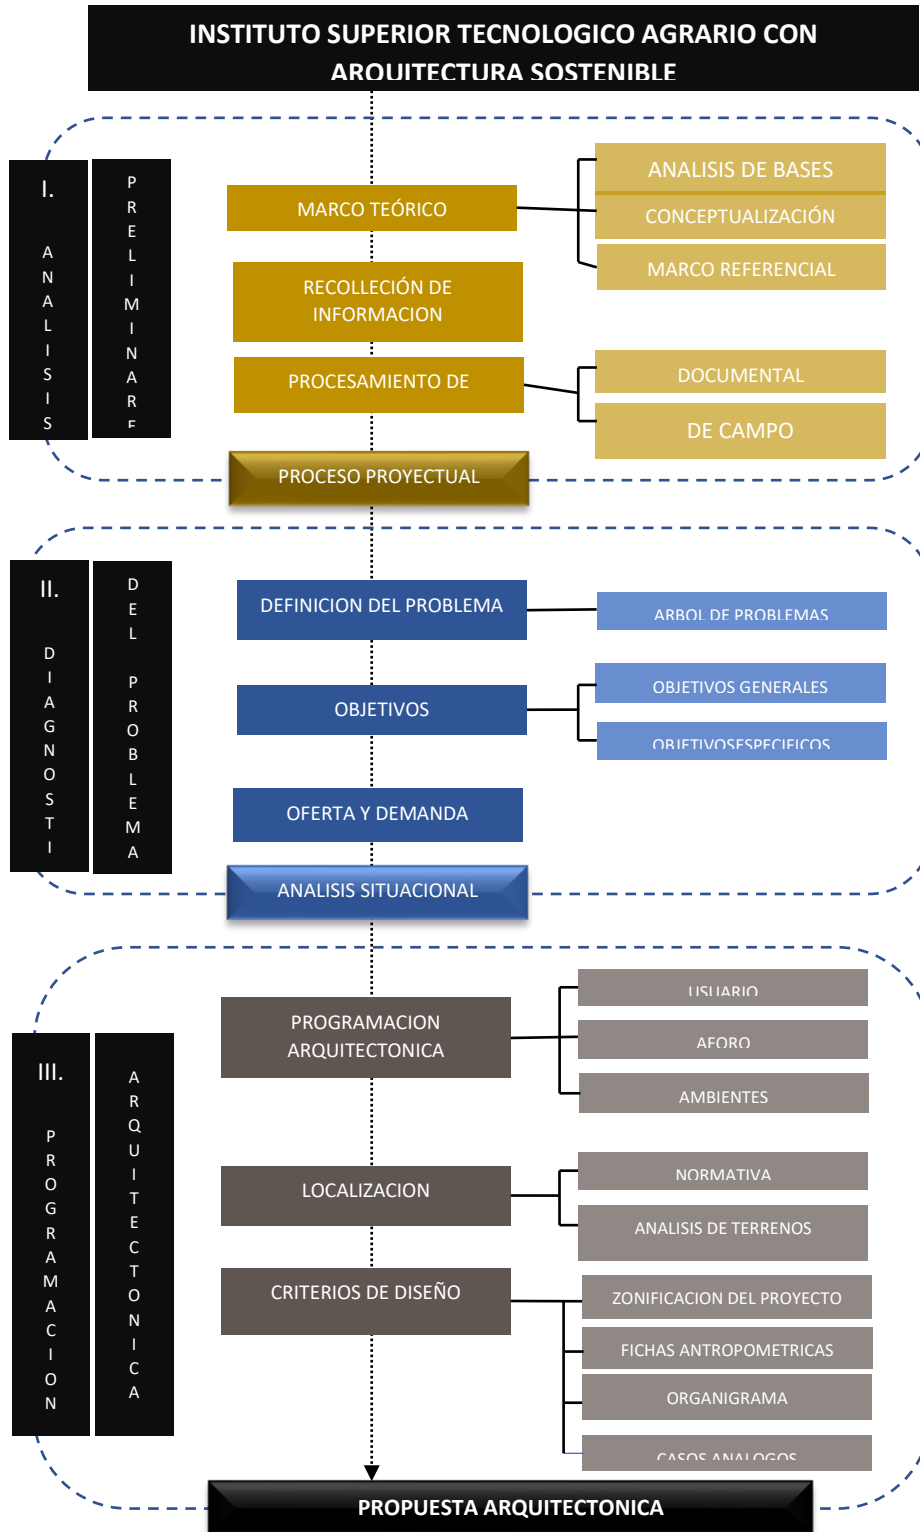 INSTITUTO SUPERIOR TECNOLOGICO AGRARIO CON
ARQUITECTURA SOSTENIBLE
I. ANALISIS
PRELIMINARE
MARCO TEÓRICO
ANALISIS DE BASES
CONCEPTUALIZACIÓN
MARCO REFERENCIAL
RECOLLECIÓN DE
INFORMACION
PROCESAMIENTO DE
DOCUMENTAL
DE CAMPO
PROCESO PROYECTUAL
II. DIAGNOSTI
DEL PROBLEMA
DEFINICION DEL PROBLEMA
ARBOL DE PROBLEMAS
OBJETIVOS
OBJETIVOS GENERALES
OBJETIVOSESPECIFICOS
OFERTA Y DEMANDA
ANALISIS SITUACIONAL
III. PROGRAMACION
ARQUITECTONICA
PROGRAMACION
ARQUITECTONICA
USUARIO
AFORO
AMBIENTES
LOCALIZACION
NORMATIVA
ANALISIS DE TERRENOS
CRITERIOS DE DISEÑO
ZONIFICACION DEL PROYECTO
FICHAS ANTROPOMETRICAS
ORGANIGRAMA
CASOS ANALOGOS
PROPUESTA ARQUITECTONICA